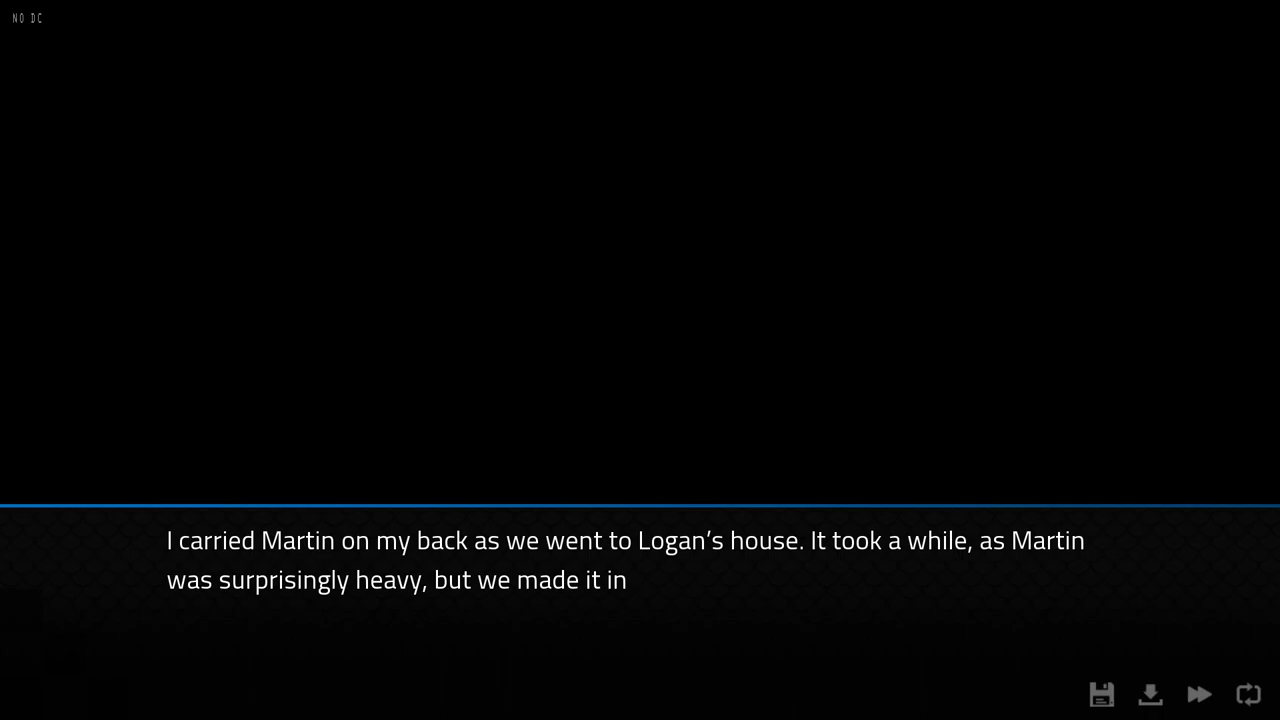 NO DC
I carried Martin on my back as we went to Logan’s house. It took a while, as Martin
was surprisingly heavy, but we made it in